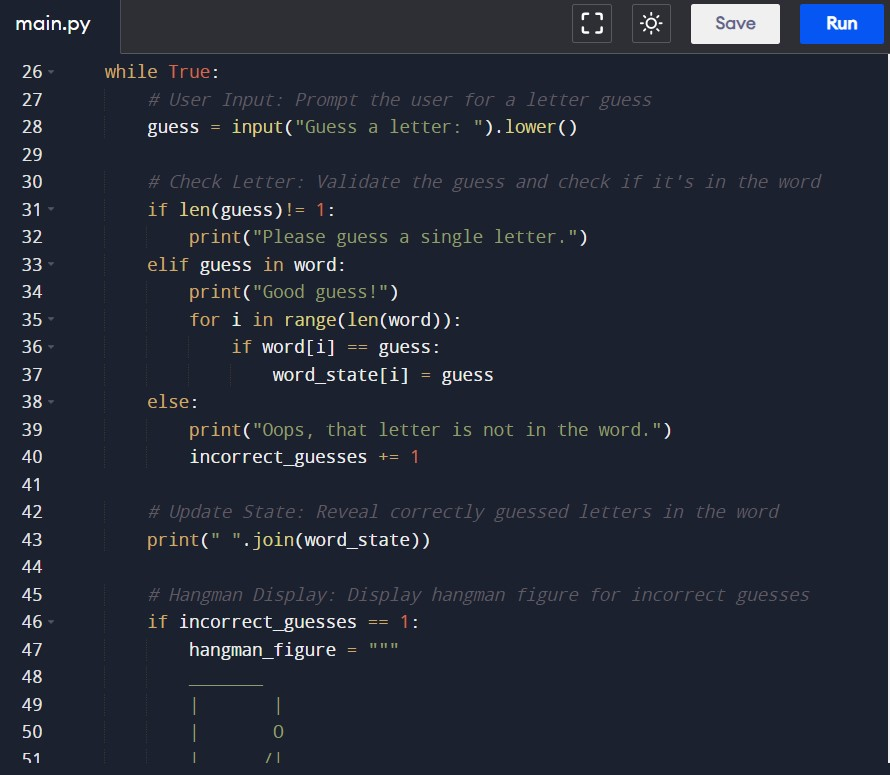 main.py
Save
Run
26 while True:
27 # User Input: Prompt the user for a letter guess
28 guess = input("Guess a letter: ").lower()
29
30 # Check Letter: Validate the guess and check if it's in the word
31 if len(guess)!= 1:
32 print("Please guess a single letter.")
33 elif guess in word:
34 print("Good guess!")
35 for i in range(len(word)):
36 if word[i] == guess:
37 word_state[i] = guess
38 else:
39 print("Oops, that letter is not in the word.")
40 incorrect_guesses += 1
41
42 # Update State: Reveal correctly guessed letters in the word
43 print(" ".join(word_state))
44
45 # Hangman Display: Display hangman figure for incorrect guesses
46 if incorrect_guesses == 1:
47 hangman_figure = """
48 _______
49 |       |
50 |       O
51 |      /|